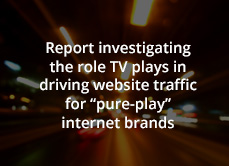 Report investigating
the role TV plays in
driving website traffic
for “pure-play”
internet brands